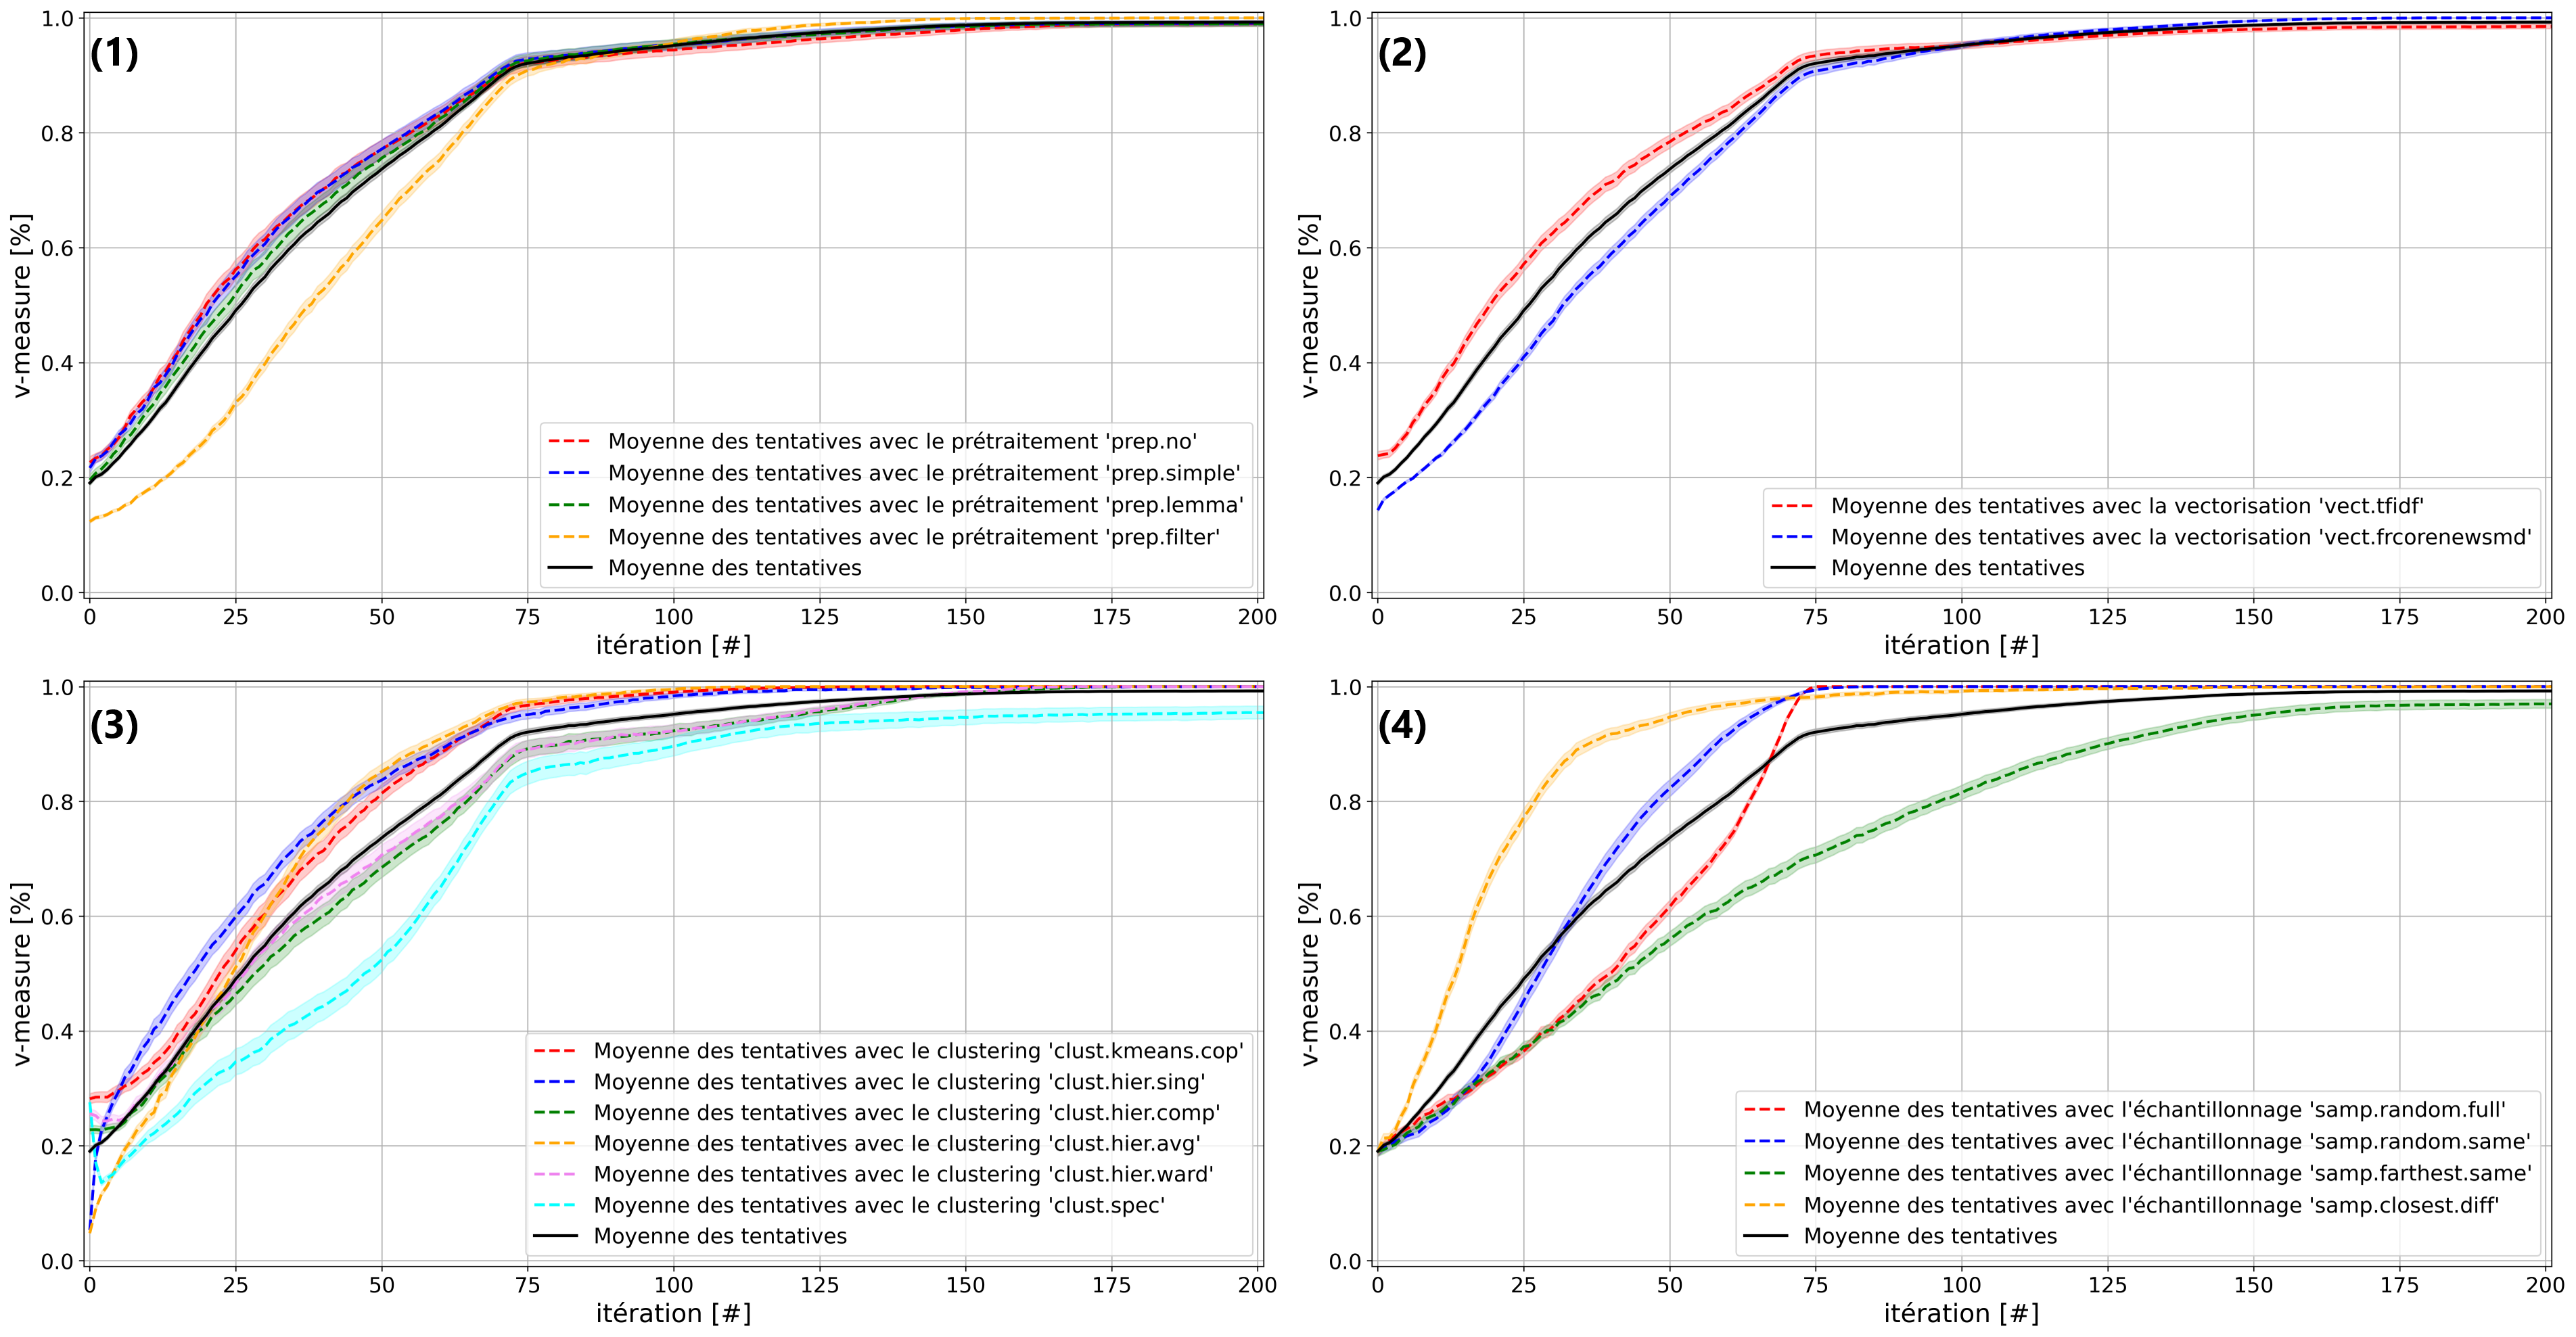 (1)
v-measure [%]
1.0
0.8
0.6
0.4
0.2
0.0
Moyenne des tentatives avec le prétraitement 'prep.no'
Moyenne des tentatives avec le prétraitement 'prep.simple'
Moyenne des tentatives avec le prétraitement 'prep.lemma'
Moyenne des tentatives avec le prétraitement 'prep.filter'
Moyenne des tentatives
0 25 50 75 100 125 150 175 200
itération [#]
(2)
v-measure [%]
1.0
0.8
0.6
0.4
0.2
0.0
Moyenne des tentatives avec la vectorisation 'vect.tfidf'
Moyenne des tentatives avec la vectorisation 'vect.frcorenewsmd'
Moyenne des tentatives
0 25 50 75 100 125 150 175 200
itération [#]
(3)
v-measure [%]
1.0
0.8
0.6
0.4
0.2
0.0
Moyenne des tentatives avec le clustering 'clust.kmeans.cop'
Moyenne des tentatives avec le clustering 'clust.hier.sing'
Moyenne des tentatives avec le clustering 'clust.hier.comp'
Moyenne des tentatives avec le clustering 'clust.hier.avg'
Moyenne des tentatives avec le clustering 'clust.hier.ward'
Moyenne des tentatives avec le clustering 'clust.spec'
Moyenne des tentatives
0 25 50 75 100 125 150 175 200
itération [#]
(4)
v-measure [%]
1.0
0.8
0.6
0.4
0.2
0.0
Moyenne des tentatives avec l'échantillonnage 'samp.random.full'
Moyenne des tentatives avec l'échantillonnage 'samp.random.same'
Moyenne des tentatives avec l'échantillonnage 'samp.farthest.same'
Moyenne des tentatives avec l'échantillonnage 'samp.closest.diff'
Moyenne des tentatives
0 25 50 75 100 125 150 175 200
itération [#]